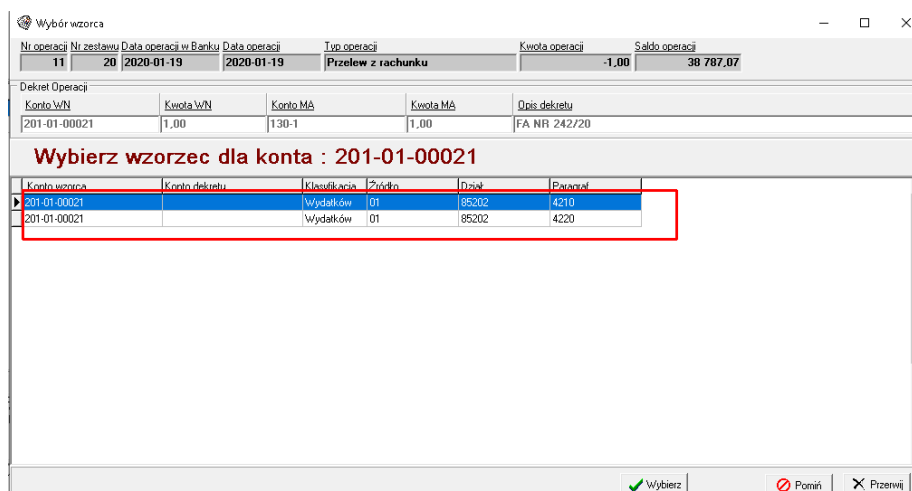 Wybór wzorca
Nr operacji Nr zestawu Data operacji w Banku Data operacji Typ operacji Kwota operacji Saldo operacji
11 20 2020-01-19 2020-01-19 Przelew z rachunku -1,00 38 787,07
Dekret Operacji
Konto WN Kwota WN Konto MA Kwota MA Opis dekretu
201-01-00021 1,00 130-1 1,00 FA NR 242/20
Wybierz wzorzec dla konta : 201-01-00021
Konto wzorca Konto dekretu Klasyfikacja Źródło Dział Paragraf
201-01-00021 Wydatków 01 85202 4210
201-01-00021 Wydatków 01 85202 4220
Wybierz Pomiń Przerwij